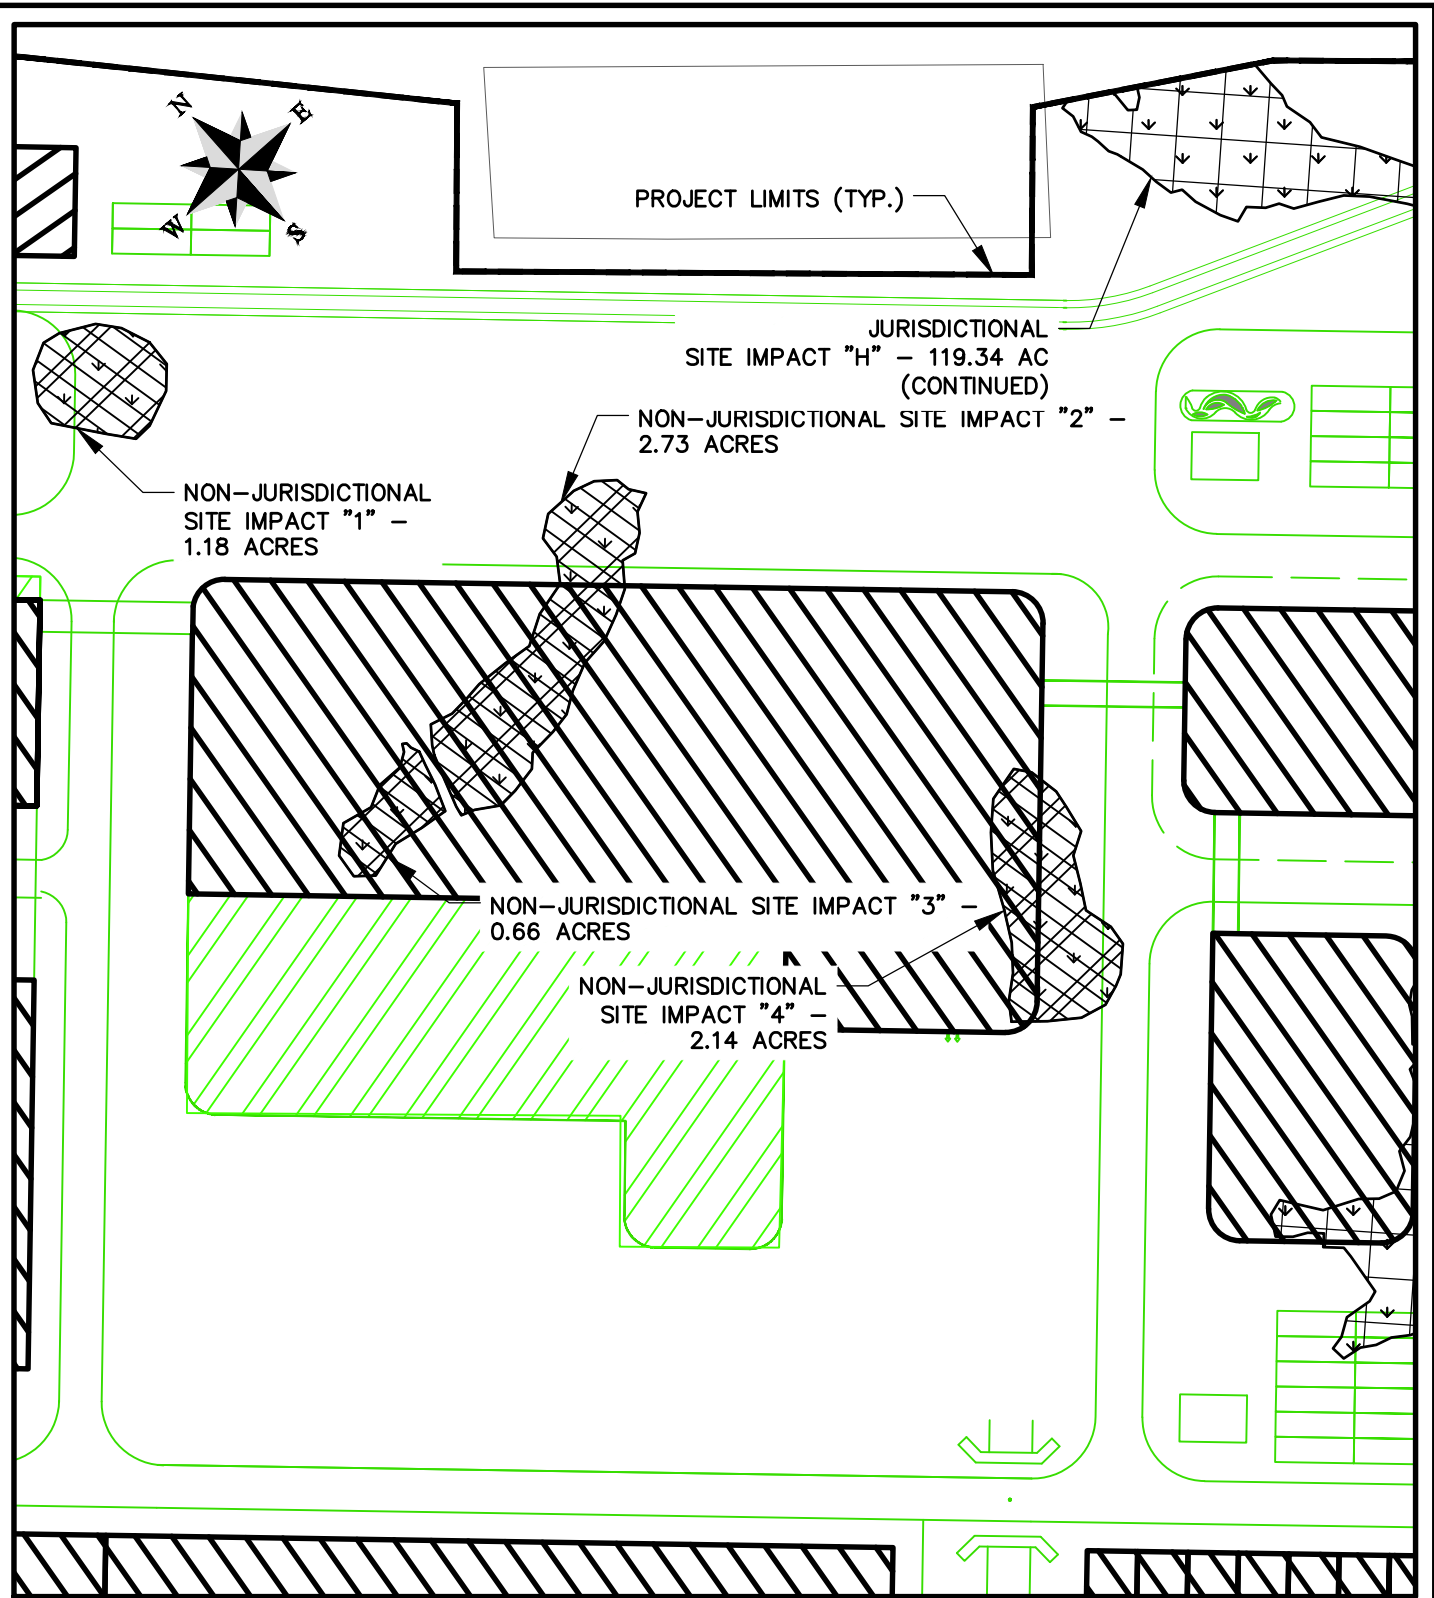 N
E
W
S
PROJECT LIMITS (TYP.)
JURISDICTIONAL
SITE IMPACT "H" – 119.34 AC
(CONTINUED)
NON–JURISDICTIONAL SITE IMPACT "2" –
2.73 ACRES
NON–JURISDICTIONAL
SITE IMPACT "1" –
1.18 ACRES
NON–JURISDICTIONAL SITE IMPACT "3" –
0.66 ACRES
NON–JURISDICTIONAL
SITE IMPACT "4" –
2.14 ACRES